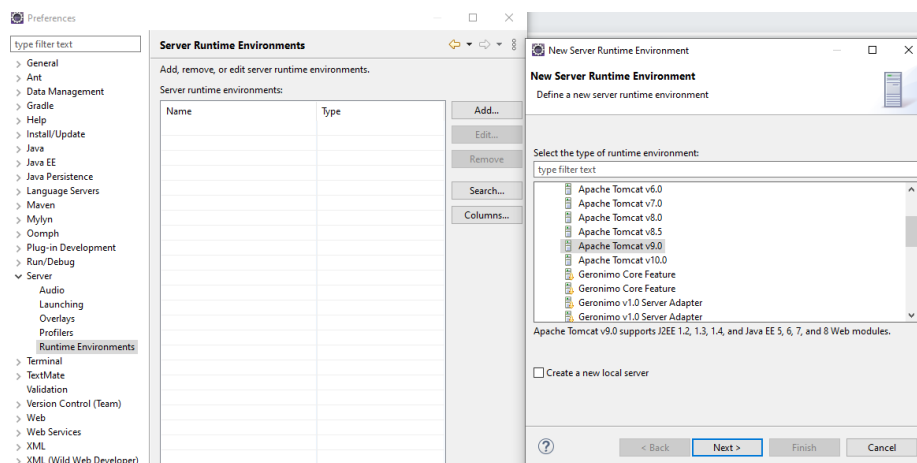 Preferences
type filter text
General
Ant
Data Management
Gradle
Help
Install/Update
Java
Java EE
Java Persistence
Language Servers
Maven
Mylyn
Oomph
Plug-in Development
Run/Debug
Server
Audio
Launching
Overlays
Profilers
Runtime Environments
Terminal
TextMate
Validation
Version Control (Team)
Web
Web Services
XML
XML (Wild Web Developer)
Server Runtime Environments
Add, remove, or edit server runtime environments.
Server runtime environments:
Name Type
Add...
Edit...
Remove
Search...
Columns...
New Server Runtime Environment
New Server Runtime Environment
Define a new server runtime environment
Select the type of runtime environment:
type filter text
Apache Tomcat v6.0
Apache Tomcat v7.0
Apache Tomcat v8.0
Apache Tomcat v8.5
Apache Tomcat v9.0
Apache Tomcat v10.0
Geronimo Core Feature
Geronimo Core Feature
Geronimo v1.0 Server Adapter
Geronimo v1.0 Server Adapter
Apache Tomcat v9.0 supports J2EE 1.2, 1.3, 1.4, and Java EE 5, 6, 7, and 8 Web modules.
Create a new local server
? < Back Next > Finish Cancel